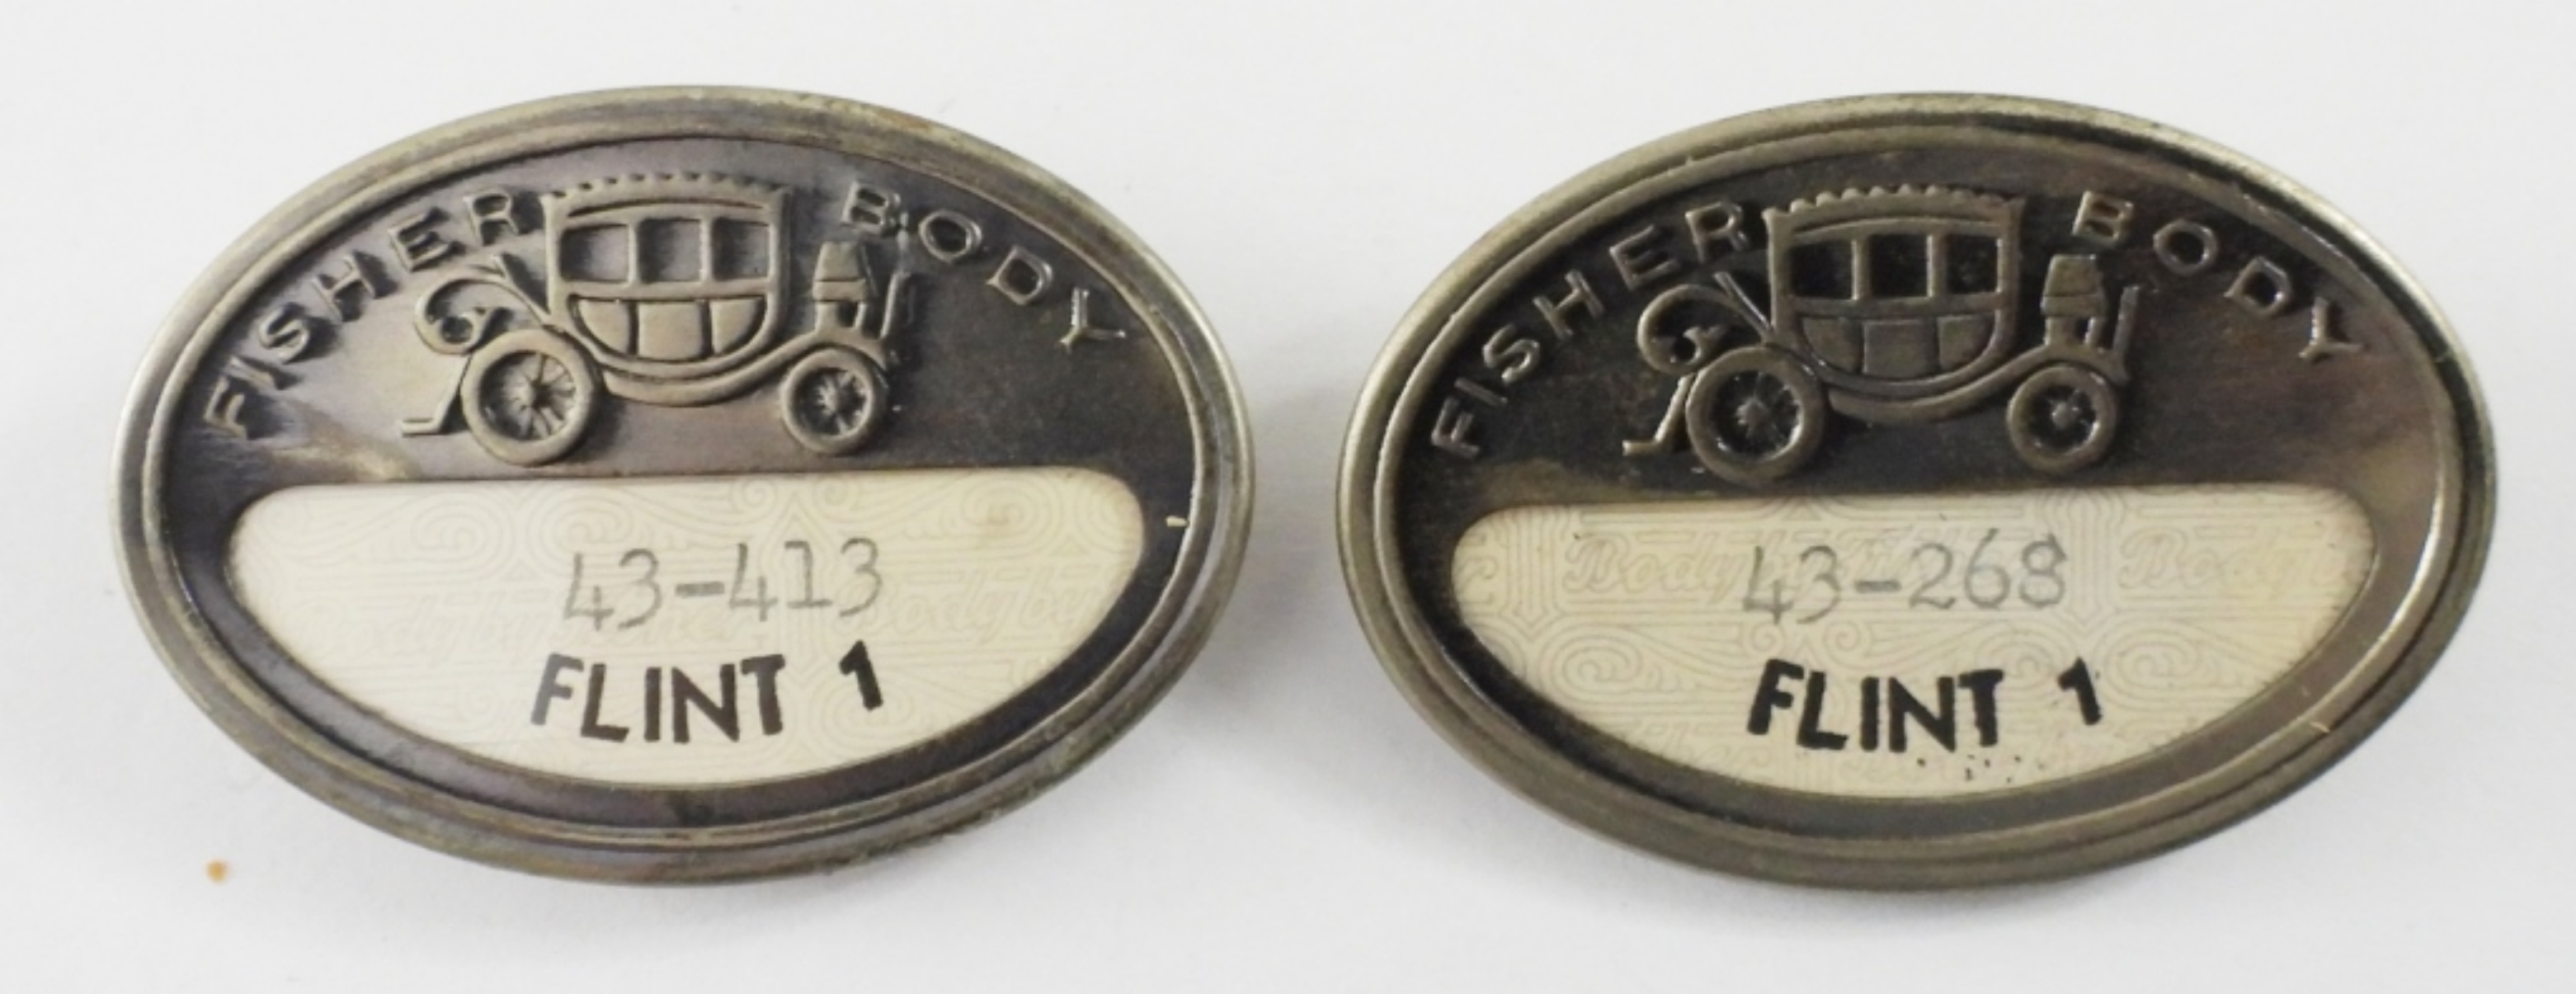 FISHER BODY
43-413
FLINT 1
FISHER BODY
43-268
FLINT 1